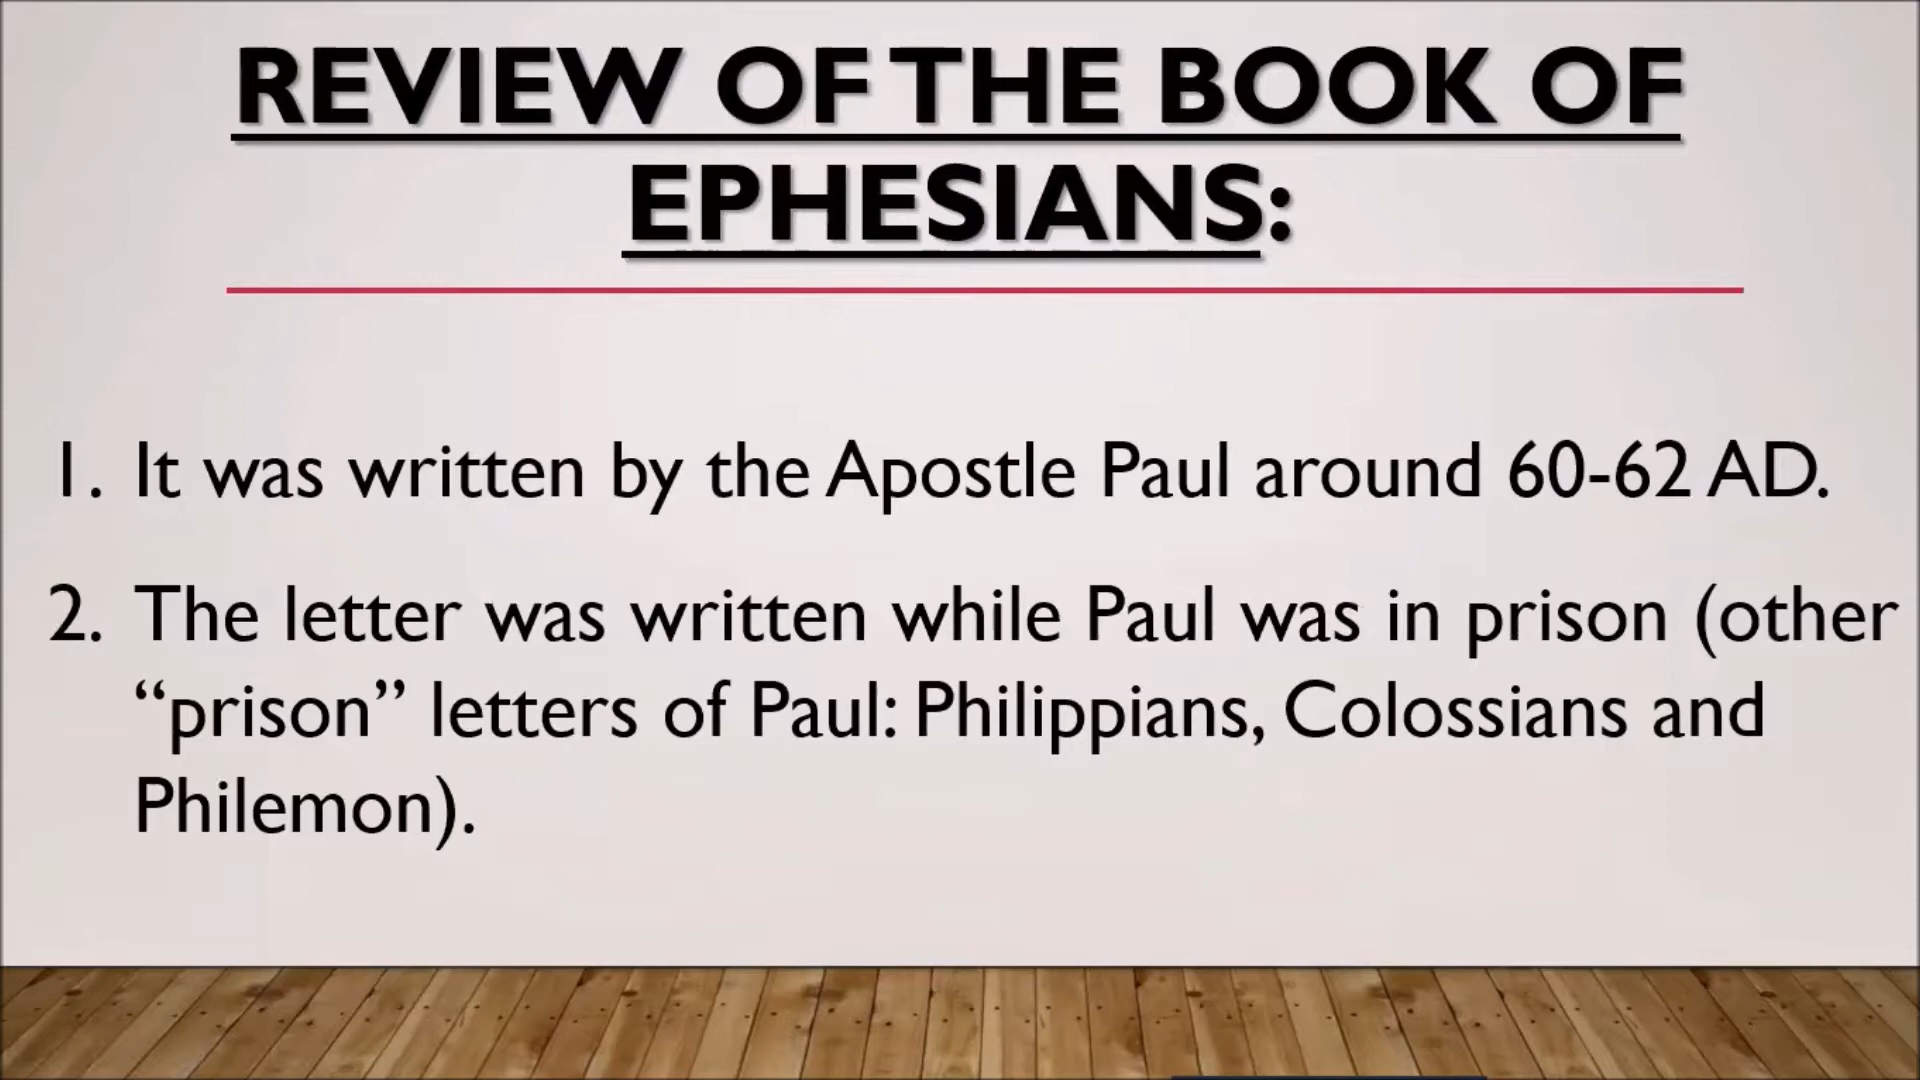 REVIEW OF THE BOOK OF
EPHESIANS:
1. It was written by the Apostle Paul around 60-62 AD.
2. The letter was written while Paul was in prison (other
“prison” letters of Paul: Philippians, Colossians and
Philemon).